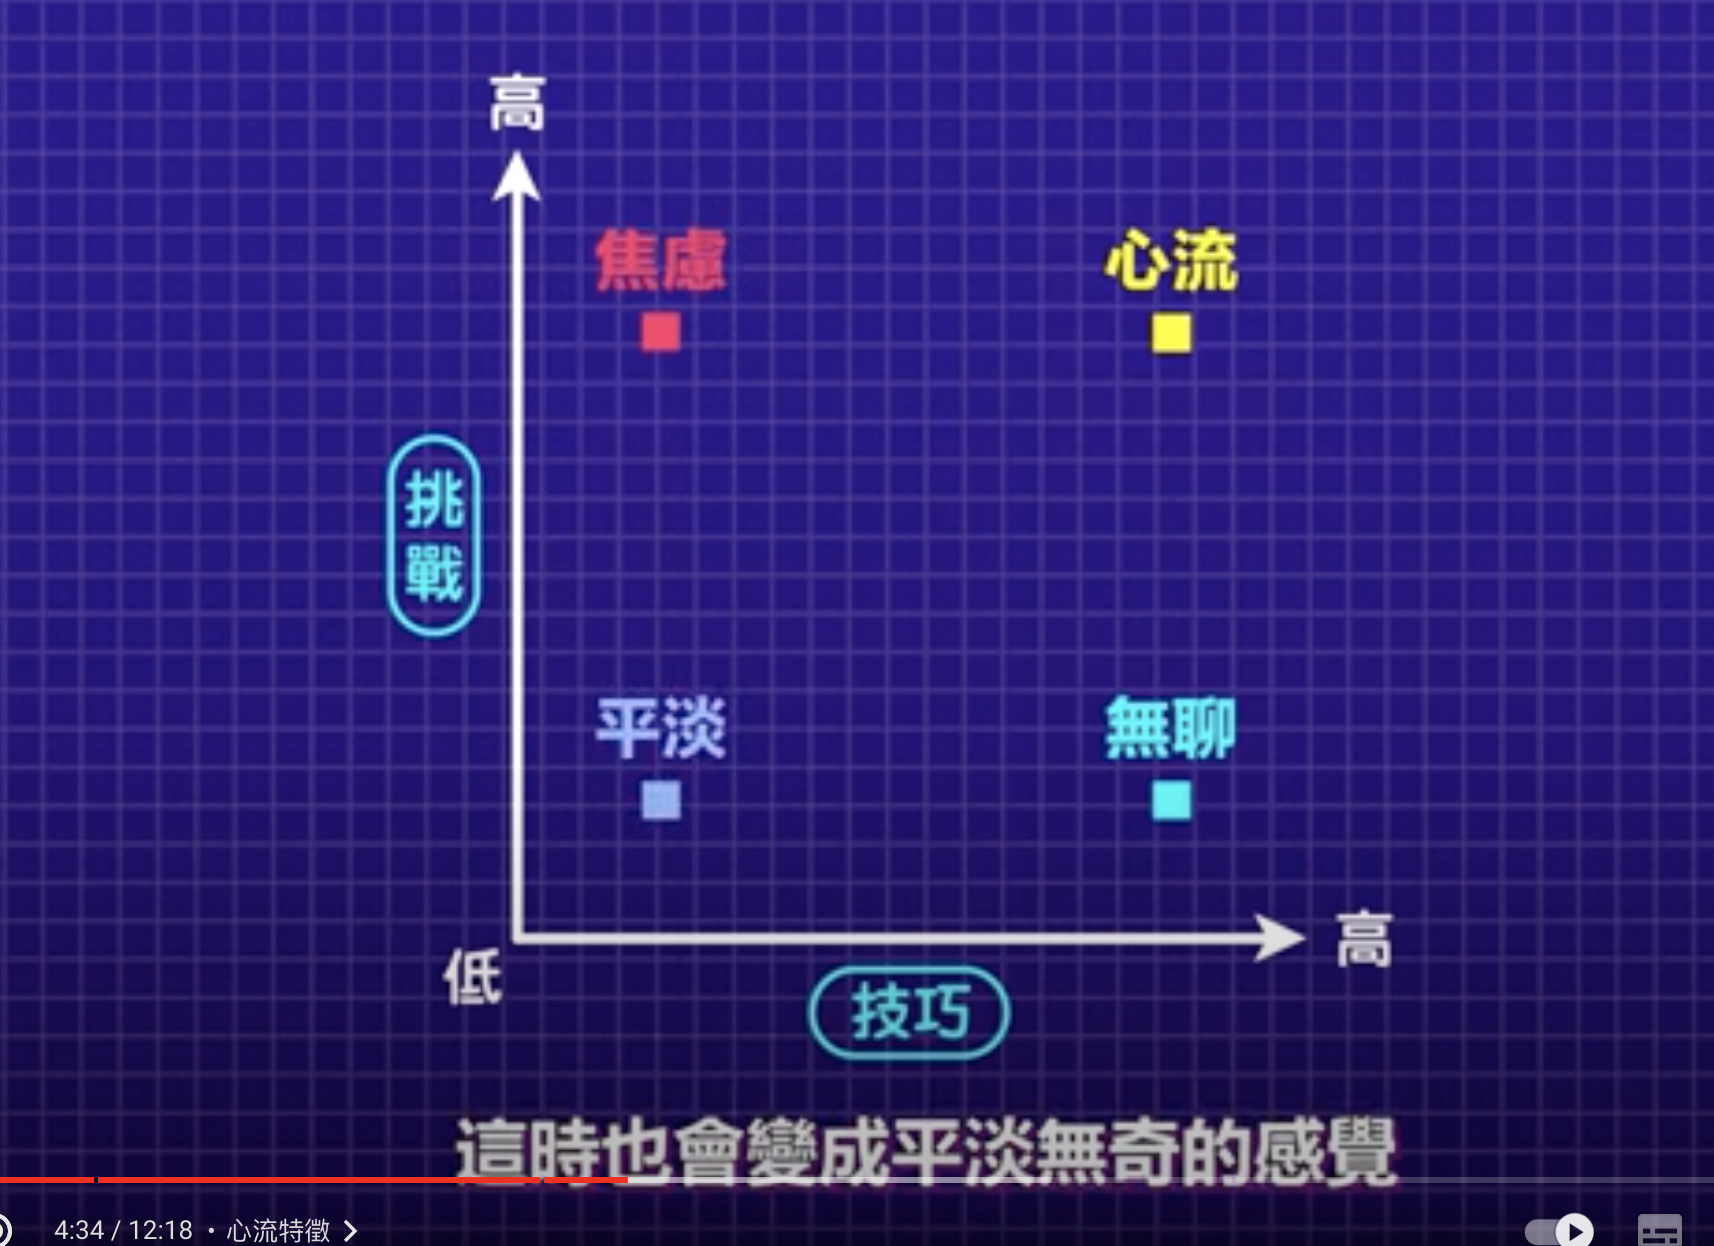 高
焦慮
心流
挑
戰
平淡
無聊
高
低
技巧
這時也會變成平淡無奇的感覺
4:34 / 12:18 • 心流特徵